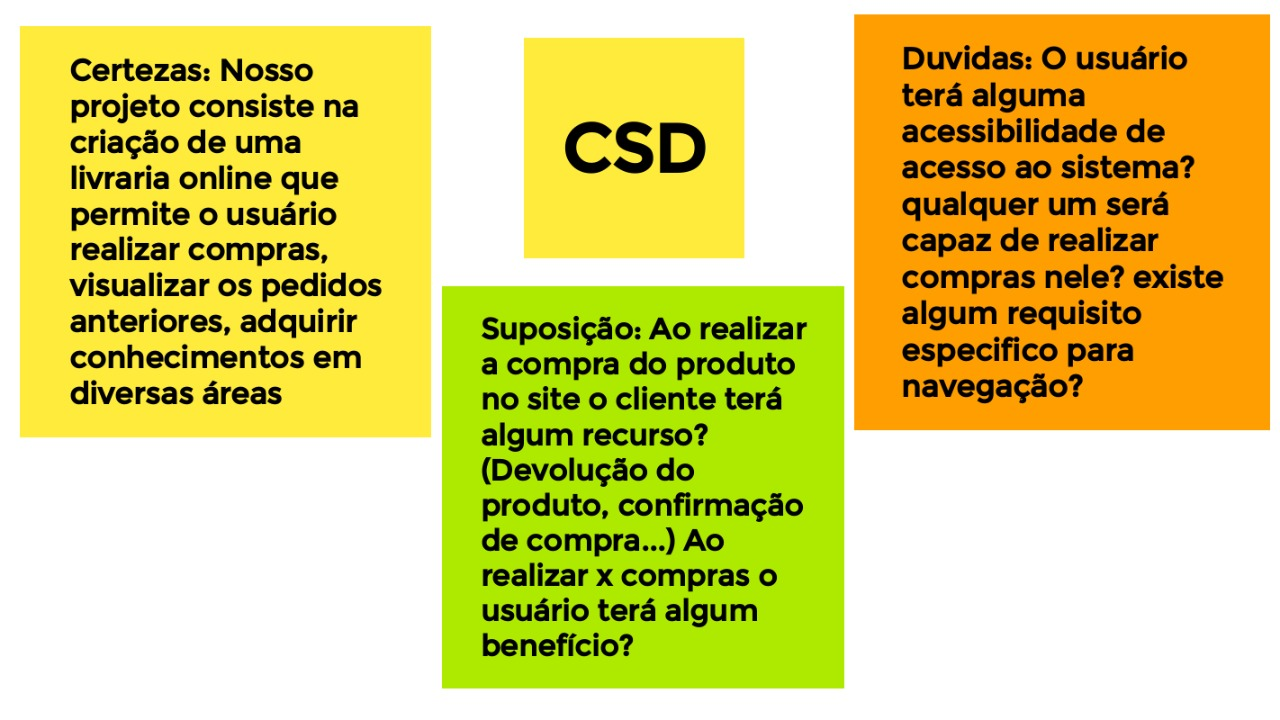 Certezas: Nosso
projeto consiste na
criação de uma
livraria online que
permite o usuário
realizar compras,
visualizar os pedidos
anteriores, adquirir
conhecimentos em
diversas áreas
CSD
Suposição: Ao realizar
a compra do produto
no site o cliente terá
algum recurso?
(Devolução do
produto, confirmação
de compra...) Ao
realizar x compras o
usuário terá algum
benefício?
Duvidas: O usuário
terá alguma
acessibilidade de
acesso ao sistema?
qualquer um será
capaz de realizar
compras nele? existe
algum requisito
especifico para
navegação?